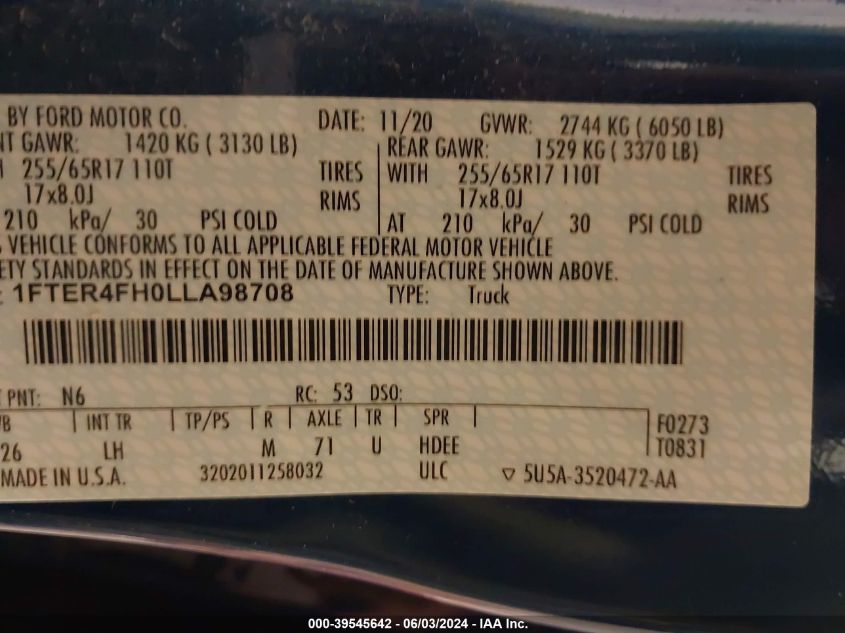 BY FORD MOTOR CO. DATE: 11/20 GVWR: 2744 KG ( 6050 LB)
NT GAWR: 1420 KG ( 3130 LB) REAR GAWR: 1529 KG ( 3370 LB)
H 255/65R17 110T TIRES WITH 255/65R17 110T TIRES
17x8.0J RIMS 17x8.0J RIMS
210 kPa/ 30 PSI COLD AT 210 kPa/ 30 PSI COLD
S VEHICLE CONFORMS TO ALL APPLICABLE FEDERAL MOTOR VEHICLE
ETY STANDARDS IN EFFECT ON THE DATE OF MANUFACTURE SHOWN ABOVE.
: 1FTER4FH0LLA98708 TYPE: Truck
T PNT: N6 RC: 53 DSO:
WB INT TR TP/PS R AXLE TR SPR F0273
26 LH M 71 U HDEE T0831
MADE IN U.S.A. 3202011258032 ULC ▽ 5U5A-3520472-AA
000-39545642 - 06/03/2024 - IAA Inc.